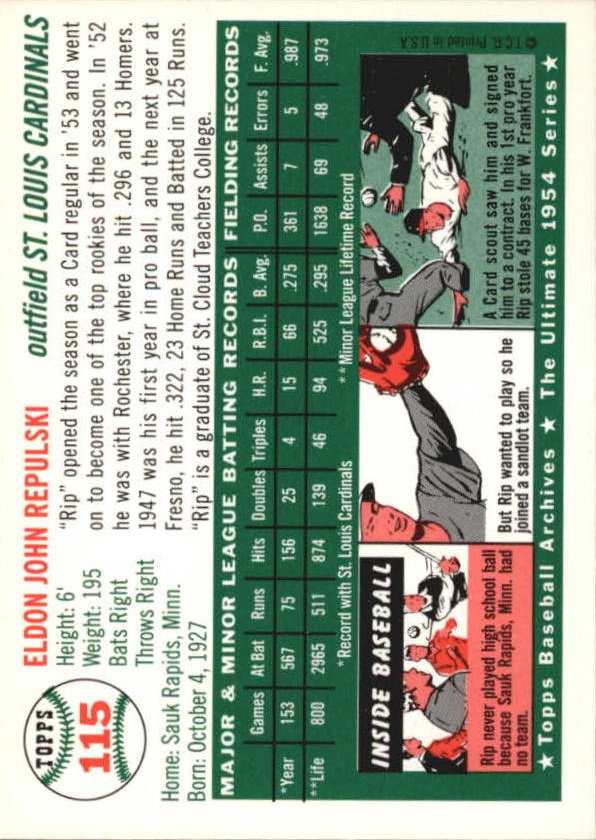 TOPPS
115
ELDON JOHN REPULSKI
outfield ST. LOUIS CARDINALS
Height: 6'
Weight: 195
Bats Right
Throws Right
Home: Sauk Rapids, Minn.
Born: October 4, 1927
"Rip" opened the season as a Card regular in '53 and went
on to become one of the top rookies of the season. In '52
he was with Rochester, where he hit .296 and 13 Homers.
1947 was his first year in pro ball, and the next year at
Fresno, he hit .322, 23 Home Runs and Batted in 125 Runs.
"Rip" is a graduate of St. Cloud Teachers College.
MAJOR & MINOR LEAGUE BATTING RECORDS FIELDING RECORDS
Games At Bat Runs Hits Doubles Triples H.R. R.B.I. B. Avg. P.O. Assists Errors F. Avg.
*Year 153 567 75 156 25 4 15 66 .275 361 7 5 .987
**Life 800 2965 511 874 139 46 94 525 .295 1638 69 48 .973
*Record with St. Louis Cardinals **Minor League Lifetime Record
INSIDE BASEBALL
Rip never played high school ball
because Sauk Rapids, Minn. had
no team.
But Rip wanted to play so he
joined a sandlot team.
A Card scout saw him and signed
him to a contract. In his 1st pro year
Rip stole 45 bases for W. Frankfort.
© T.C.G. Printed in U.S.A.
★ Topps Baseball Archives ★ The Ultimate 1954 Series ★